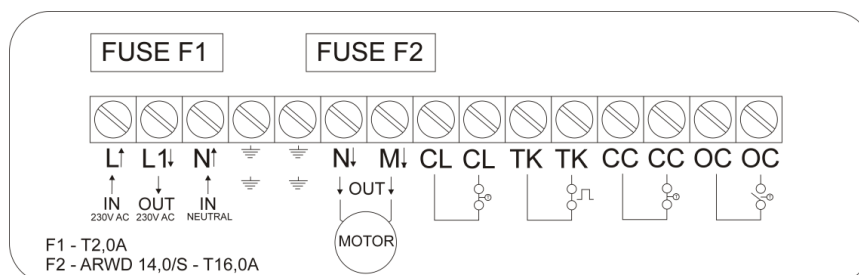 FUSE F1 FUSE F2
L↑ L1↓ N↑ N↓ M↓ CL CL TK TK CC CC OC OC
IN OUT IN OUT
230V AC 230V AC NEUTRAL
MOTOR
F1 - T2,0A
F2 - ARWD 14,0/S - T16,0A